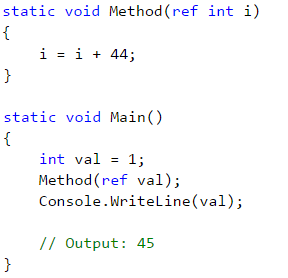 static void Method(ref int i)
{
    i = i + 44;
}

static void Main()
{
    int val = 1;
    Method(ref val);
    Console.WriteLine(val);

    // Output: 45
}